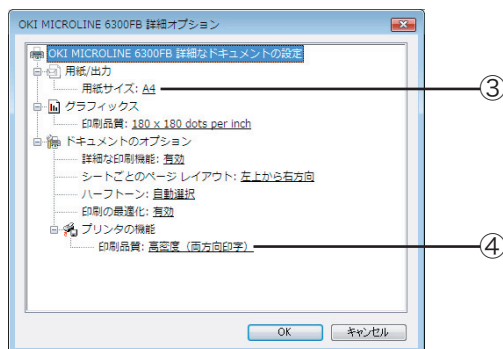 OKI MICROLINE 6300FB 詳細オプション
OKI MICROLINE 6300FB 詳細なドキュメントの設定
用紙/出力
用紙サイズ: A4
③
グラフィックス
印刷品質: 180 x 180 dots per inch
ドキュメントのオプション
詳細な印刷機能: 有効
シートごとのページ レイアウト: 左上から右方向
ハーフトーン: 自動選択
印刷の最適化: 有効
プリンタの機能
印刷品質: 高密度（両方向印字）
④
OK
キャンセル